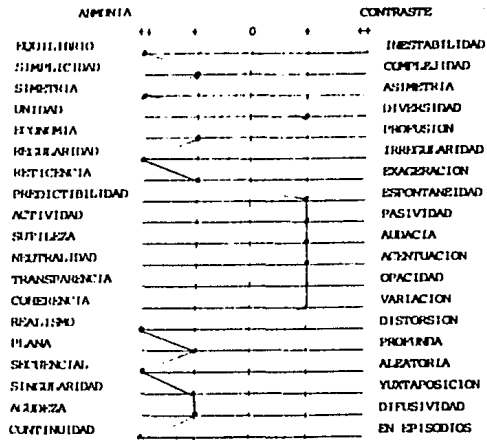 ARMONIA CONTRASTE
++ + 0 + ++
EQUILIBRIO INESTABILIDAD
SIMPLICIDAD COMPLEJIDAD
SIMETRIA ASIMETRIA
UNIDAD DIVERSIDAD
ECONOMIA PROFUSION
REGULARIDAD IRREGULARIDAD
RETICENCIA EXAGERACION
PREDICTIBILIDAD ESPONTANEIDAD
ACTIVIDAD PASIVIDAD
SUTILEZA AUDACIA
NEUTRALIDAD ACENTUACION
TRANSPARENCIA OPACIDAD
COHERENCIA VARIACION
REALISMO DISTORSION
PLANA PROFUNDA
SECUENCIAL ALEATORIA
SINGULARIDAD YUXTAPOSICION
AGUDEZA DIFUSIVIDAD
CONTINUIDAD EN EPISODIOS